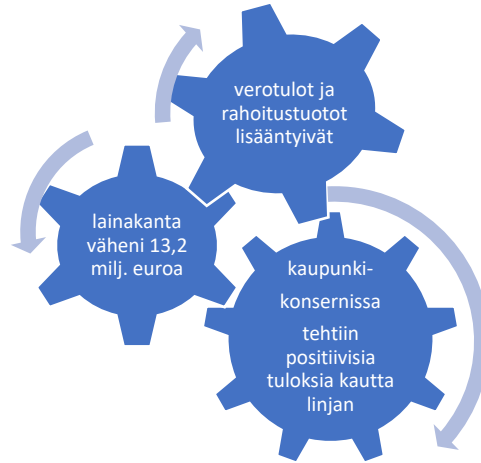 verotulot ja
rahoitustuotot
lisääntyivät
lainakanta
väheni 13,2
milj. euroa
kaupunki-
konsernissa
tehtiin
positiivisia
tuloksia kautta
linjan